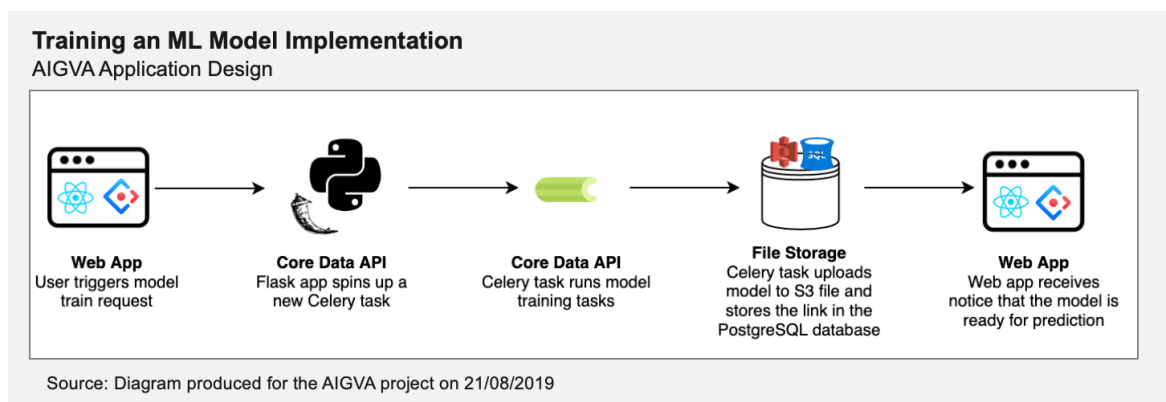 Training an ML Model Implementation
AIGVA Application Design
Web App
User triggers model
train request
Core Data API
Flask app spins up a
new Celery task
Core Data API
Celery task runs model
training tasks
SQL
File Storage
Celery task uploads
model to S3 file and
stores the link in the
PostgreSQL database
Web App
Web app receives
notice that the model is
ready for prediction
Source: Diagram produced for the AIGVA project on 21/08/2019